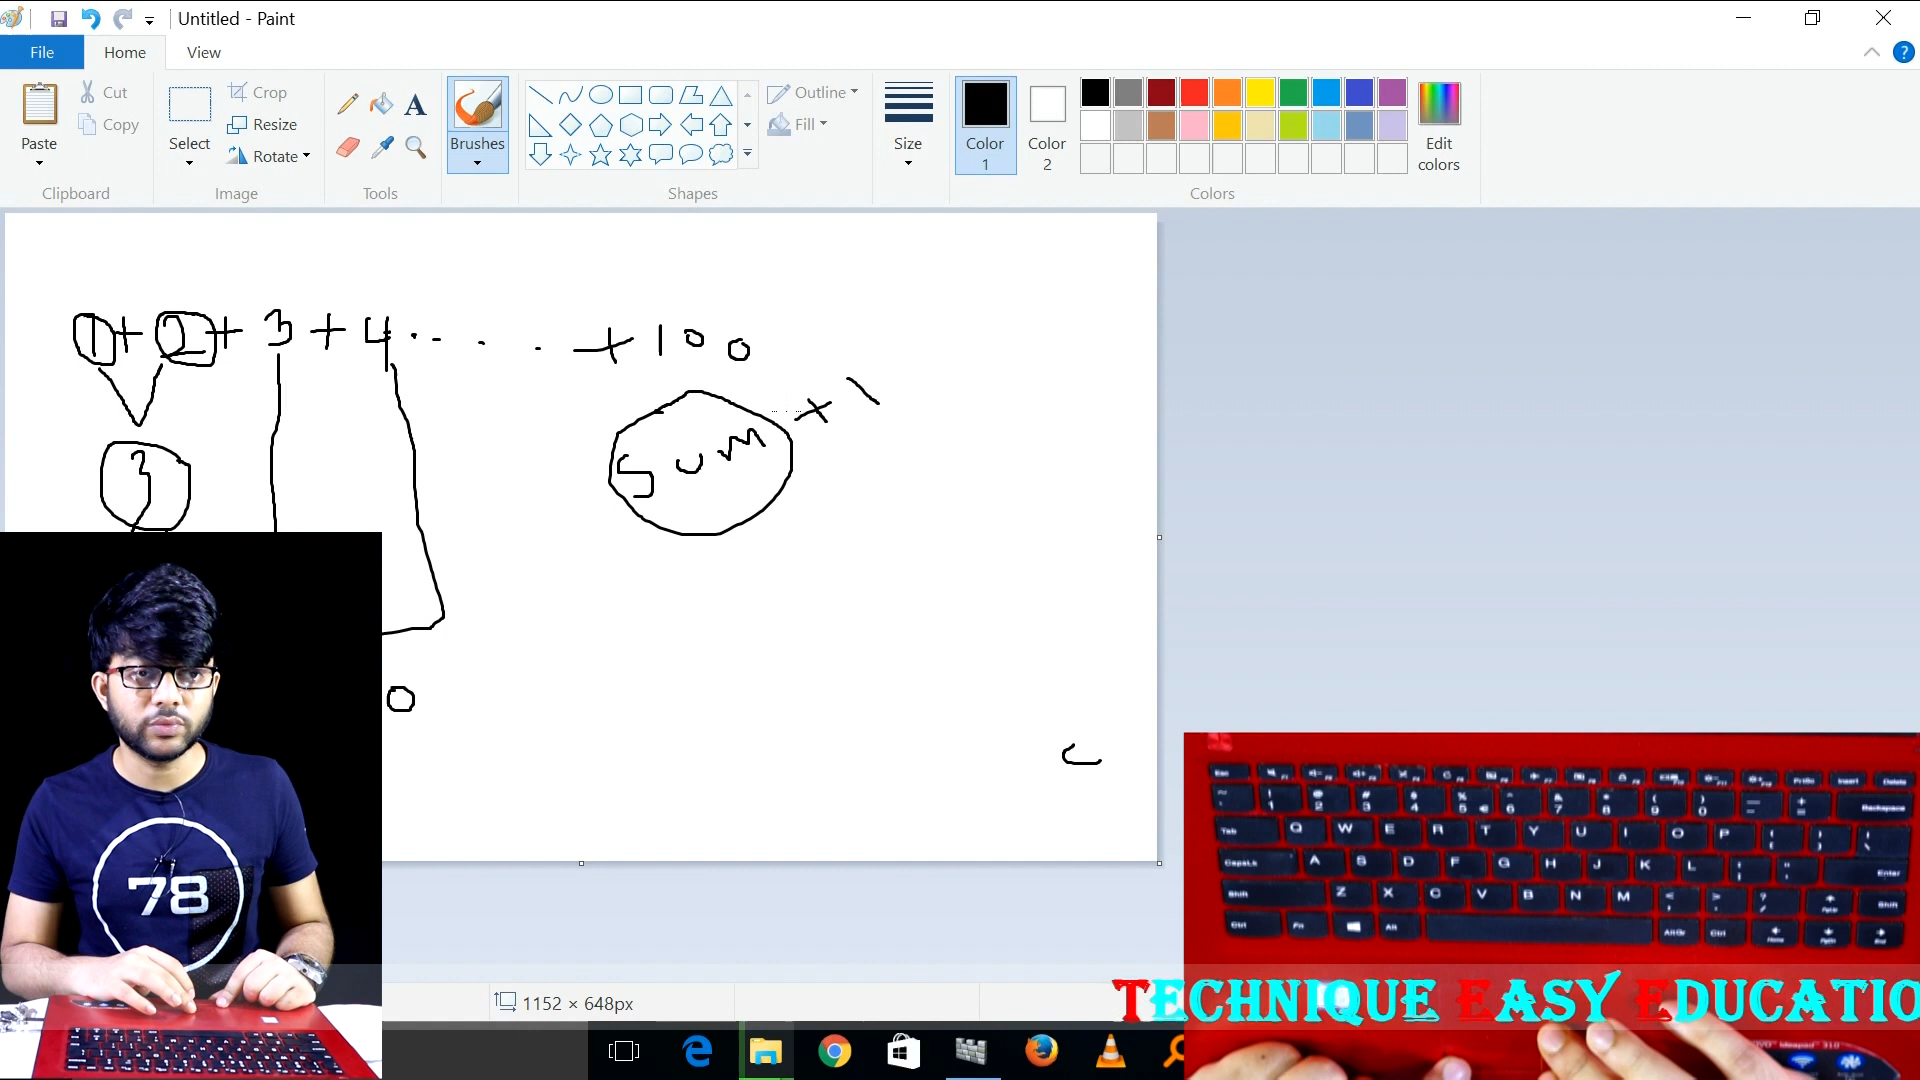 Untitled - Paint
File Home View
Paste Cut Copy Clipboard
Select Crop Resize Rotate Image
Tools
Brushes
Shapes
Outline
Fill
Size
Color 1
Color 2
Edit colors
Colors
1 + 2 + 3 + 4 . - . . + 100
3
sum +
0
78
1152 × 648px
TECHNIQUE EASY EDUCATIO
Q W E R T Y U I O P
A S D F G H J K L
Z X C V B N M